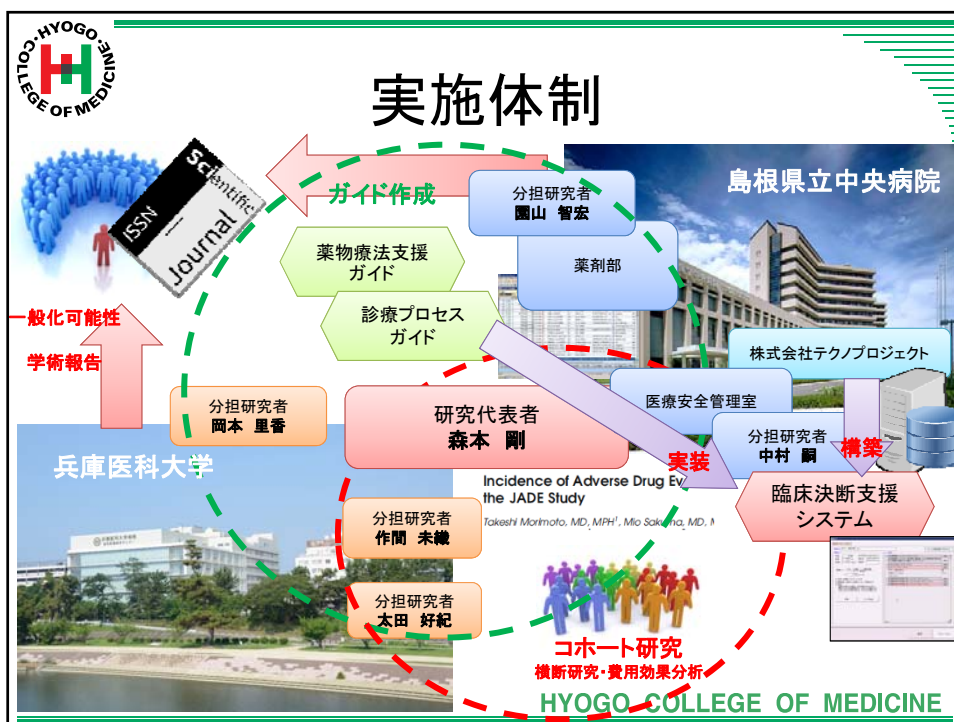 HYOGO
COLLEGE OF MEDICINE
実施体制
Scientific
Journal
ISSN
ガイド作成
分担研究者
園山 智宏
島根県立中央病院
薬剤部
薬物療法支援
ガイド
診療プロセス
ガイド
一般化可能性
学術報告
株式会社テクノプロジェクト
分担研究者
岡本 里香
研究代表者
森本 剛
医療安全管理室
分担研究者
中村 嗣
構築
実装
兵庫医科大学
Incidence of Adverse Drug Ev
the JADE Study
Takeshi Morimoto, MD, MPH¹, Mio Sakuma, MD, M
臨床決断支援
システム
分担研究者
作間 未織
分担研究者
太田 好紀
コホート研究
横断研究・費用効果分析
HYOGO COLLEGE OF MEDICINE